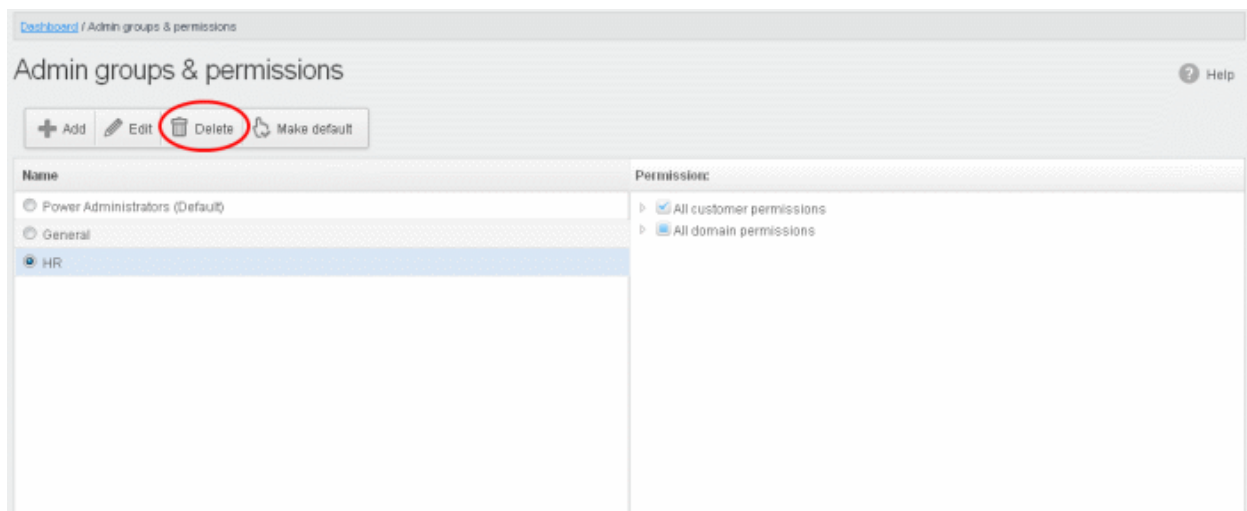 Dashboard / Admin groups & permissions
Admin groups & permissions
Help
Add Edit Delete Make default
Name Permission:
Power Administrators (Default) All customer permissions
General All domain permissions
HR